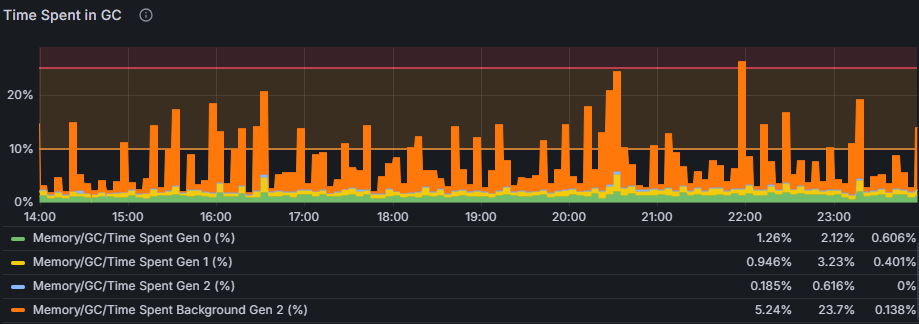 Time Spent in GC
20%
10%
0%
14:00 15:00 16:00 17:00 18:00 19:00 20:00 21:00 22:00 23:00
Memory/GC/Time Spent Gen 0 (%) 1.26% 2.12% 0.606%
Memory/GC/Time Spent Gen 1 (%) 0.946% 3.23% 0.401%
Memory/GC/Time Spent Gen 2 (%) 0.185% 0.616% 0%
Memory/GC/Time Spent Background Gen 2 (%) 5.24% 23.7% 0.138%